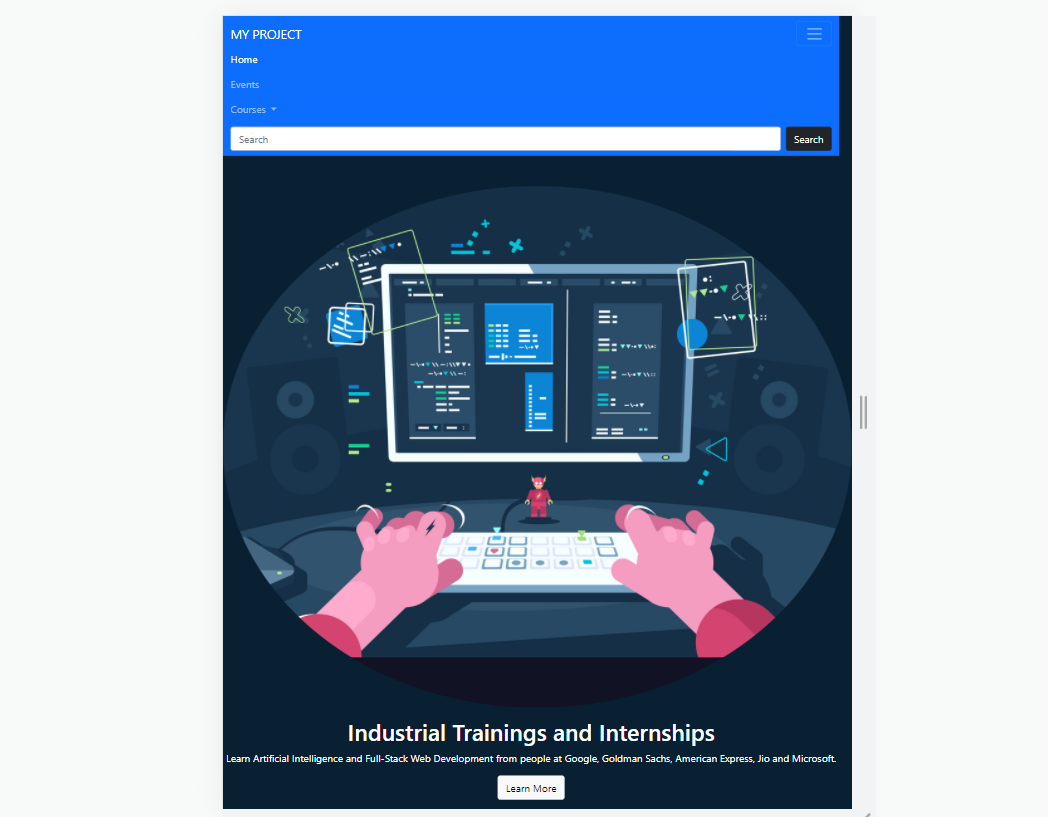 MY PROJECT
Home
Events
Courses
Search Search
Industrial Trainings and Internships
Learn Artificial Intelligence and Full-Stack Web Development from people at Google, Goldman Sachs, American Express, Jio and Microsoft.
Learn More